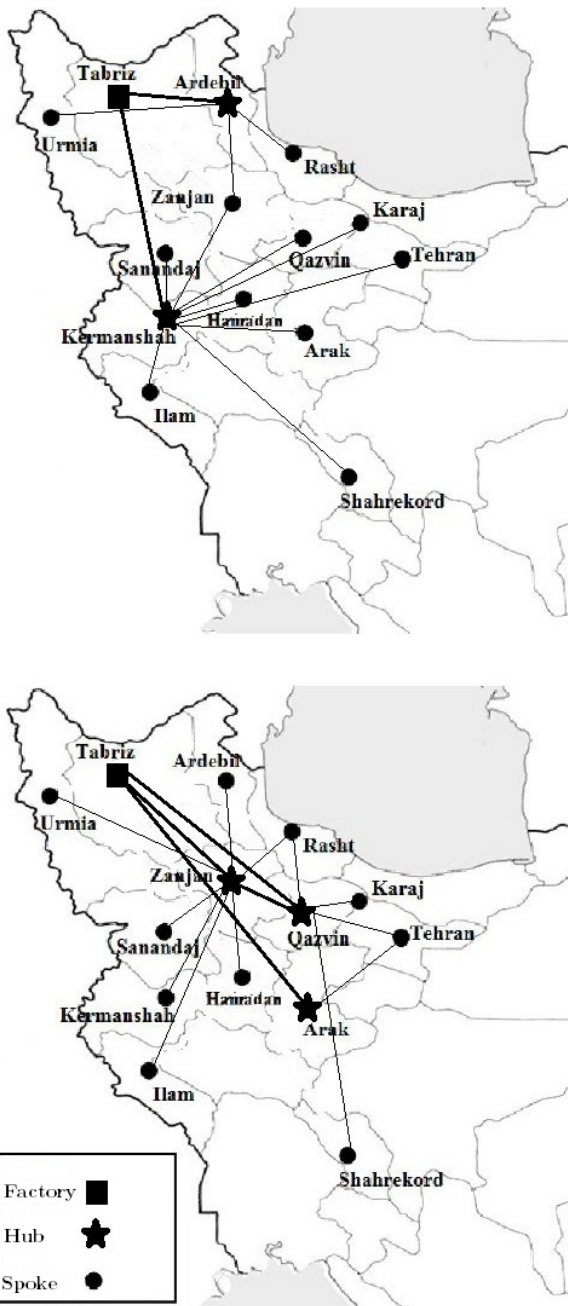 Tabriz
Ardebil
Urmia
Rasht
Zanjan
Karaj
Qazvin
Tehran
Sanandaj
Hamadan
Kermanshah
Arak
Ilam
Shahrekord
Tabriz
Ardebil
Urmia
Rasht
Zanjan
Karaj
Qazvin
Tehran
Sanandaj
Hamadan
Kermanshah
Arak
Ilam
Shahrekord
Factory
Hub
Spoke